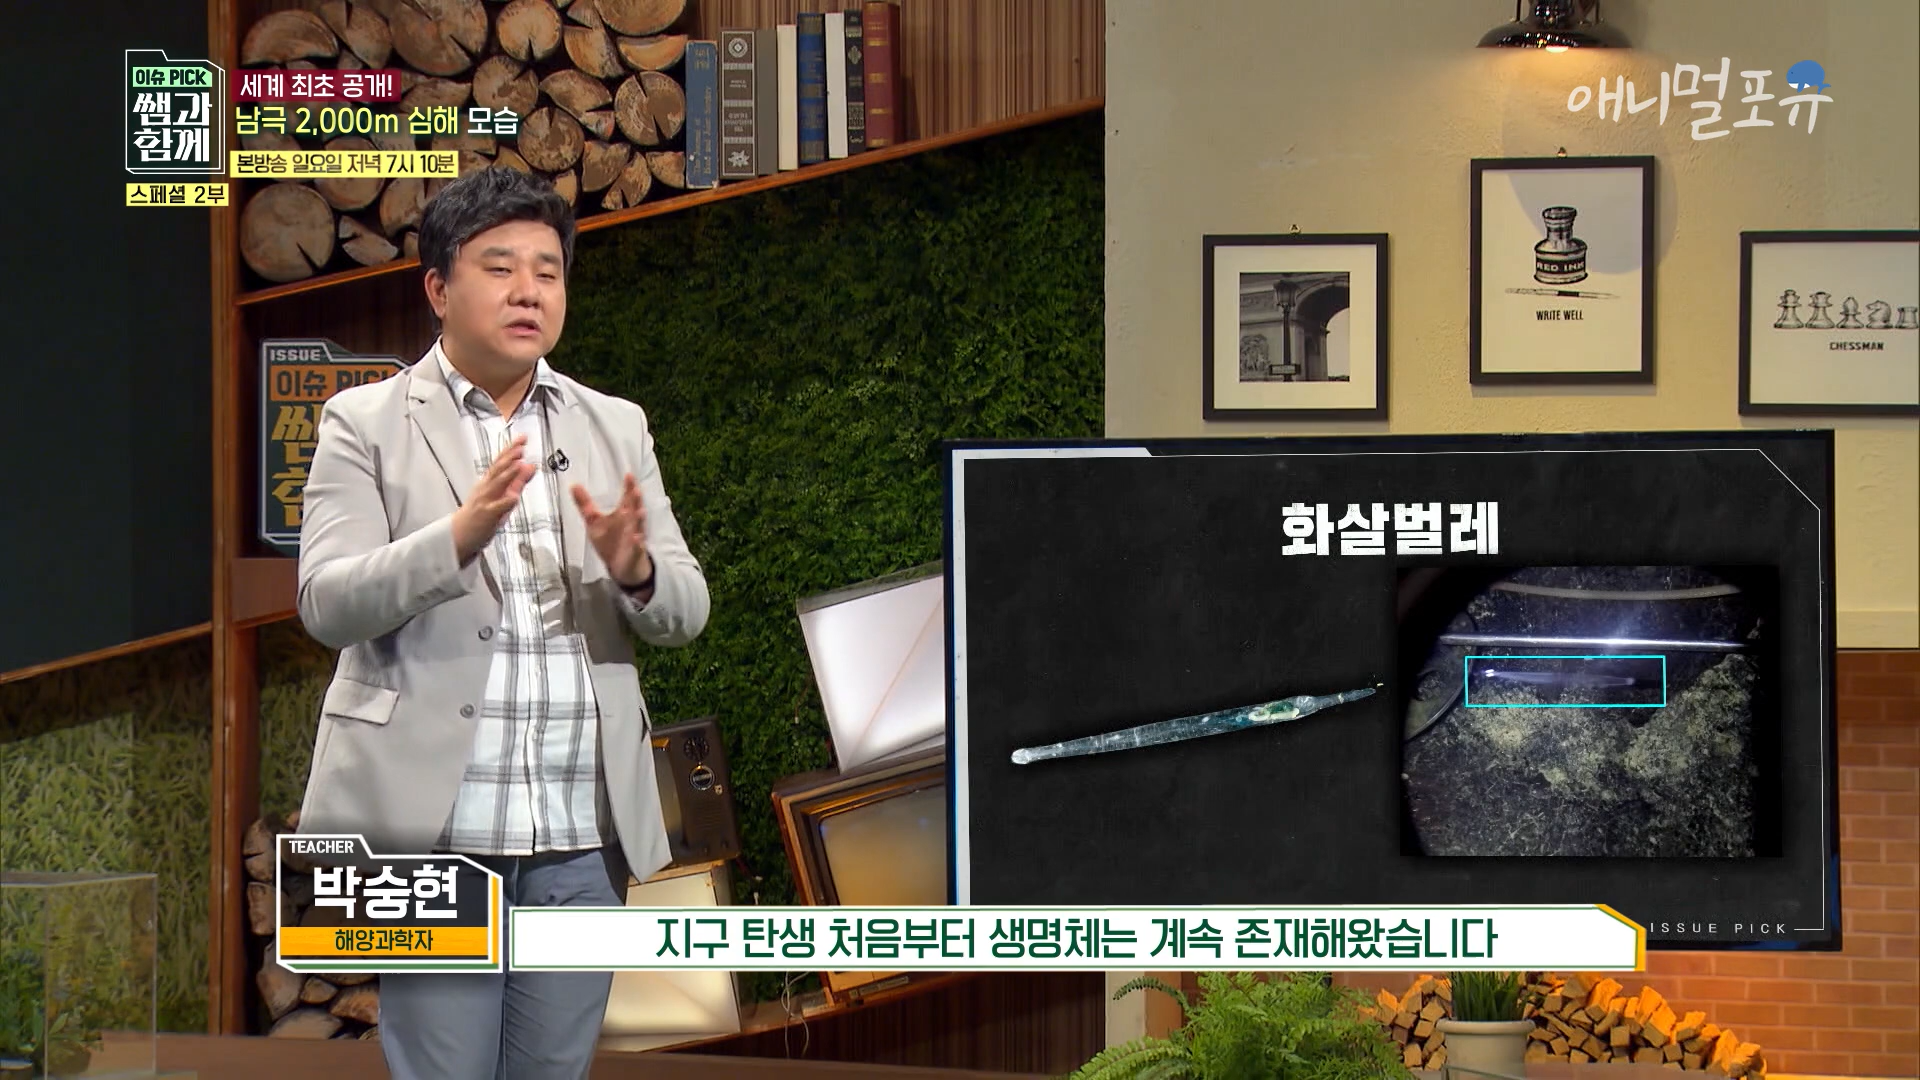 이슈 PICK
쌤과
함께
세계 최초 공개!
남극 2,000m 심해 모습
본방송 일요일 저녁 7시 10분
스페셜 2부
애니멀포유
RED INK
WRITE WELL
CHESSMAN
ISSUE
이슈 PICK
화살벌레
TEACHER
박숭현
해양과학자
지구 탄생 처음부터 생명체는 계속 존재해왔습니다
ISSUE PICK